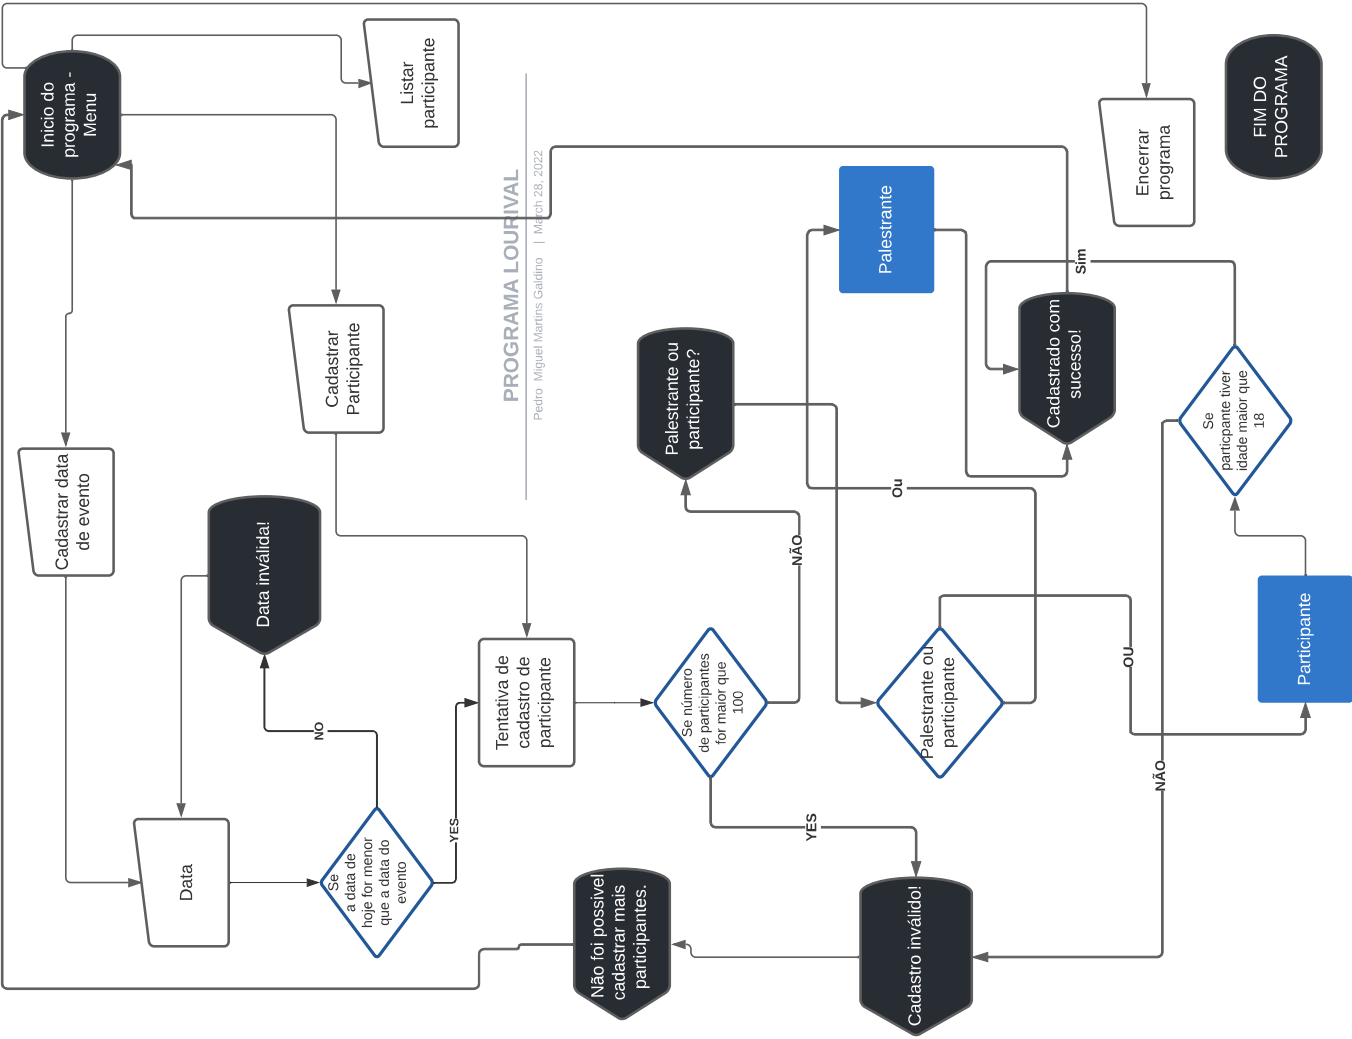 PROGRAMA LOURIVAL
Pedro Miguel Martins Galdino | March 28, 2022
Inicio do
programa -
Menu
Listar
participante
Cadastrar
Participante
Cadastrar data
de evento
Data inválida!
Data
Se
a data de
hoje for menor
que a data do
evento
NO
YES
Tentativa de
cadastro de
participante
Se número
de participantes
for maior que
100
NÃO
YES
Palestrante ou
participante?
Palestrante ou
participante
Ou
OU
Palestrante
Cadastrado com
sucesso!
Sim
Se
particpante tiver
idade maior que
18
NÃO
Participante
Cadastro inválido!
Não foi possivel
cadastrar mais
participantes.
Encerrar
programa
FIM DO
PROGRAMA